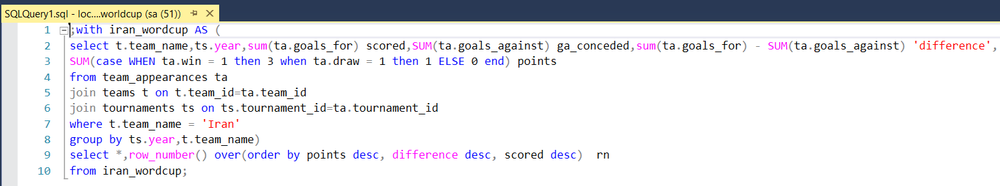 SQLQuery1.sql - loc....worldcup (sa (51))
1 ;with iran_wordcup AS (
2 select t.team_name,ts.year,sum(ta.goals_for) scored,SUM(ta.goals_against) ga_conceded,sum(ta.goals_for) - SUM(ta.goals_against) 'difference',
3 SUM(case WHEN ta.win = 1 then 3 when ta.draw = 1 then 1 ELSE 0 end) points
4 from team_appearances ta
5 join teams t on t.team_id=ta.team_id
6 join tournaments ts on ts.tournament_id=ta.tournament_id
7 where t.team_name = 'Iran'
8 group by ts.year,t.team_name)
9 select *,row_number() over(order by points desc, difference desc, scored desc)  rn
10 from iran_wordcup;